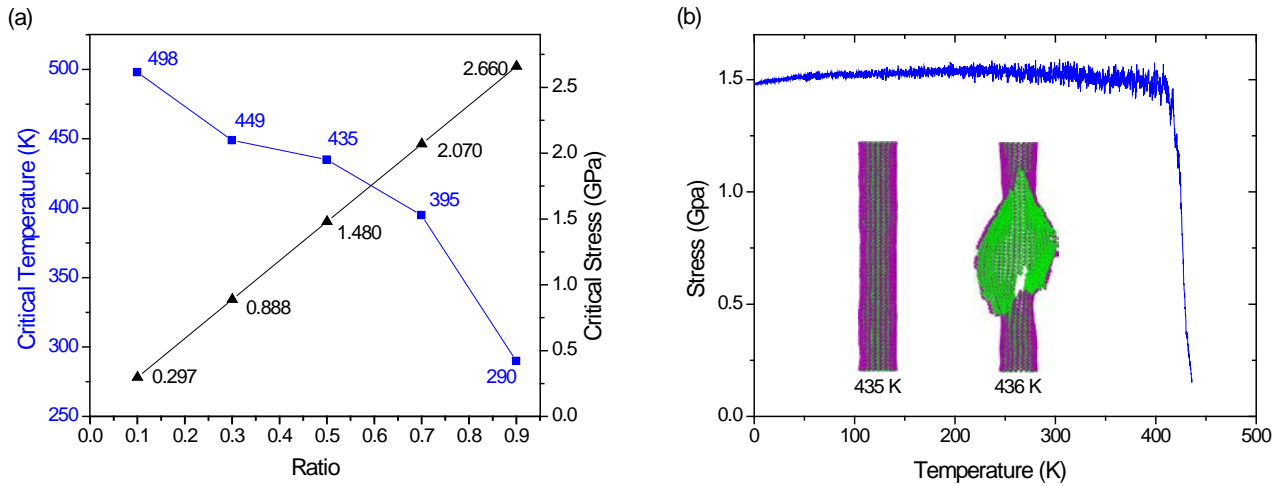 (a)
498
449
435
395
290
2.660
2.070
1.480
0.888
0.297
500
450
400
350
300
250
Critical Temperature (K)
2.5
2.0
1.5
1.0
0.5
0.0
Critical Stress (GPa)
0.0 0.1 0.2 0.3 0.4 0.5 0.6 0.7 0.8 0.9
Ratio
(b)
1.5
1.0
0.5
0.0
Stress (Gpa)
435 K
436 K
0 100 200 300 400 500
Temperature (K)